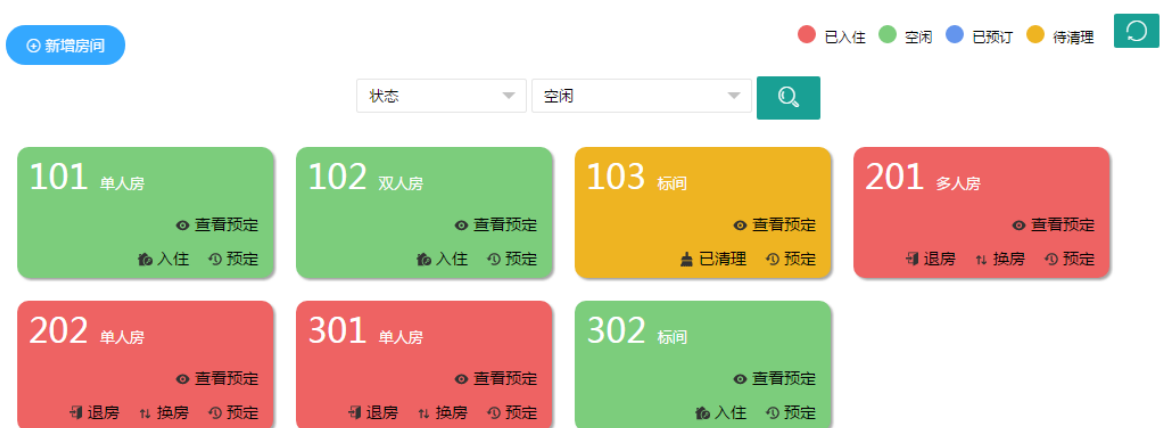 新增房间
已入住 空闲 已预订 待清理
状态 空闲
101 单人房 102 双人房 103 标间 201 多人房
查看预定 查看预定 查看预定 查看预定
入住 预定 入住 预定 已清理 预定 退房 换房 预定
202 单人房 301 单人房 302 标间
查看预定 查看预定 查看预定
退房 换房 预定 退房 换房 预定 入住 预定